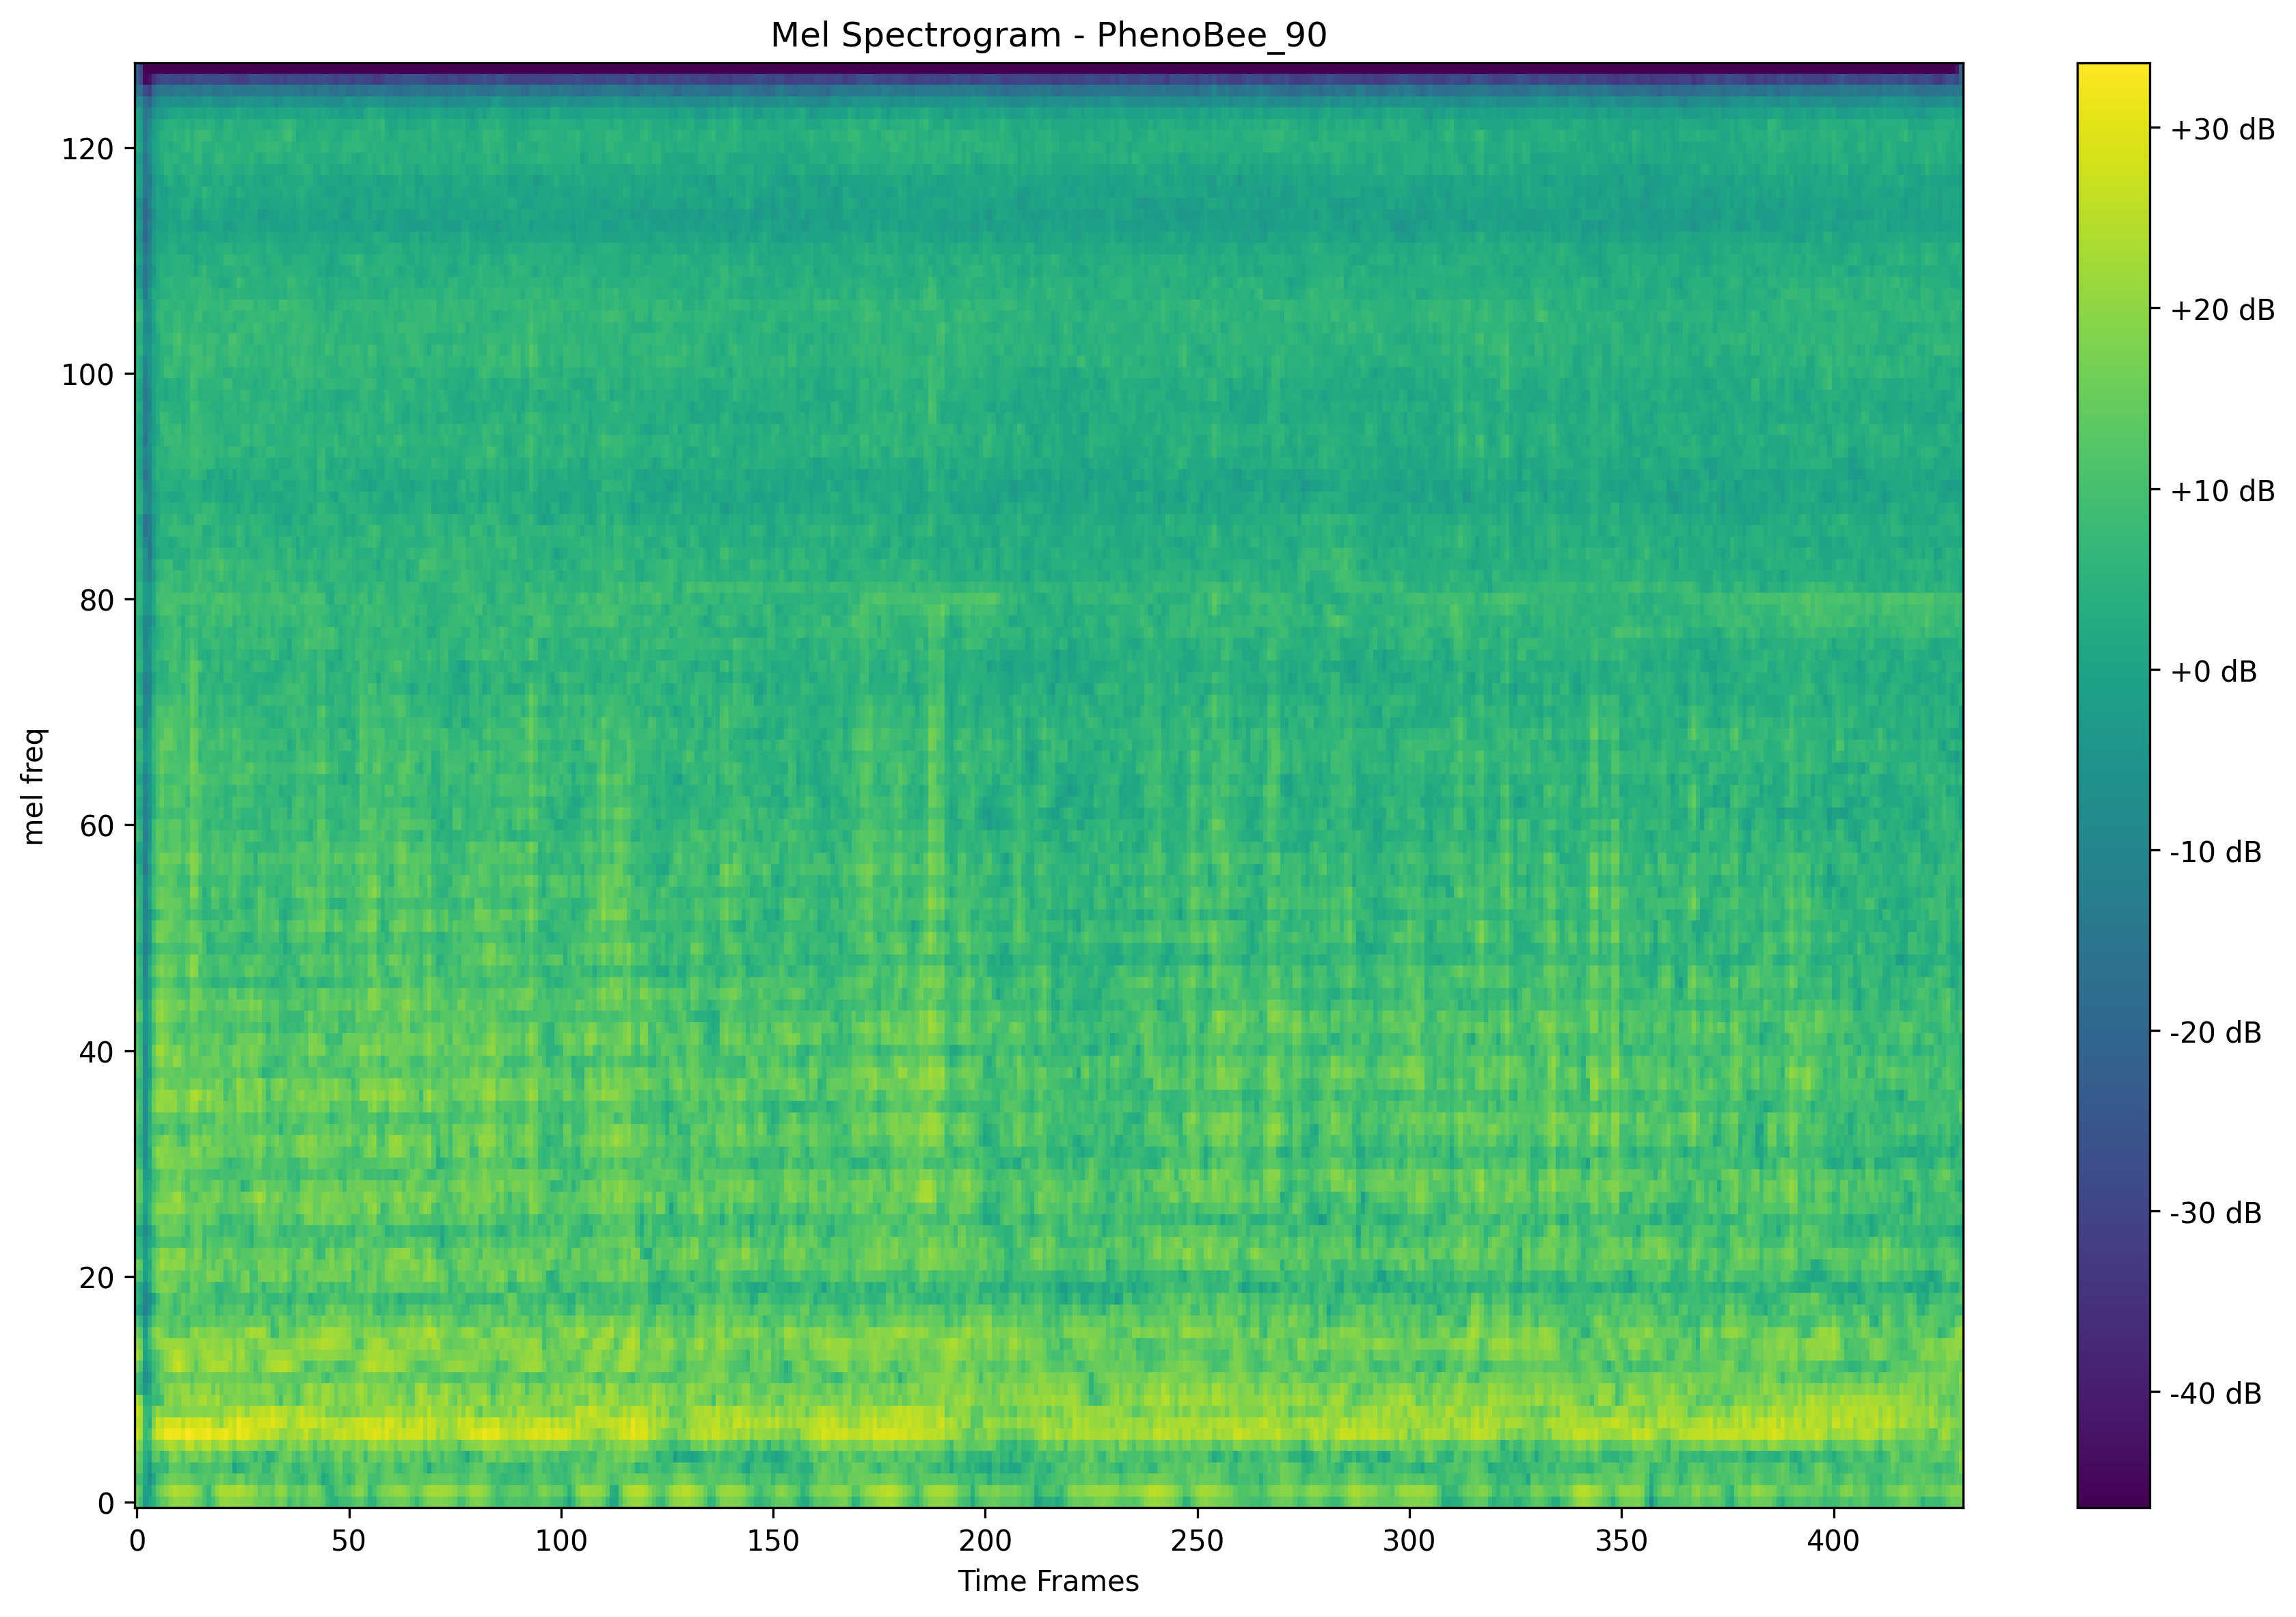 Mel Spectrogram - PhenoBee_90
mel freq
120
100
80
60
40
20
0
0 50 100 150 200 250 300 350 400
Time Frames
+30 dB
+20 dB
+10 dB
+0 dB
-10 dB
-20 dB
-30 dB
-40 dB